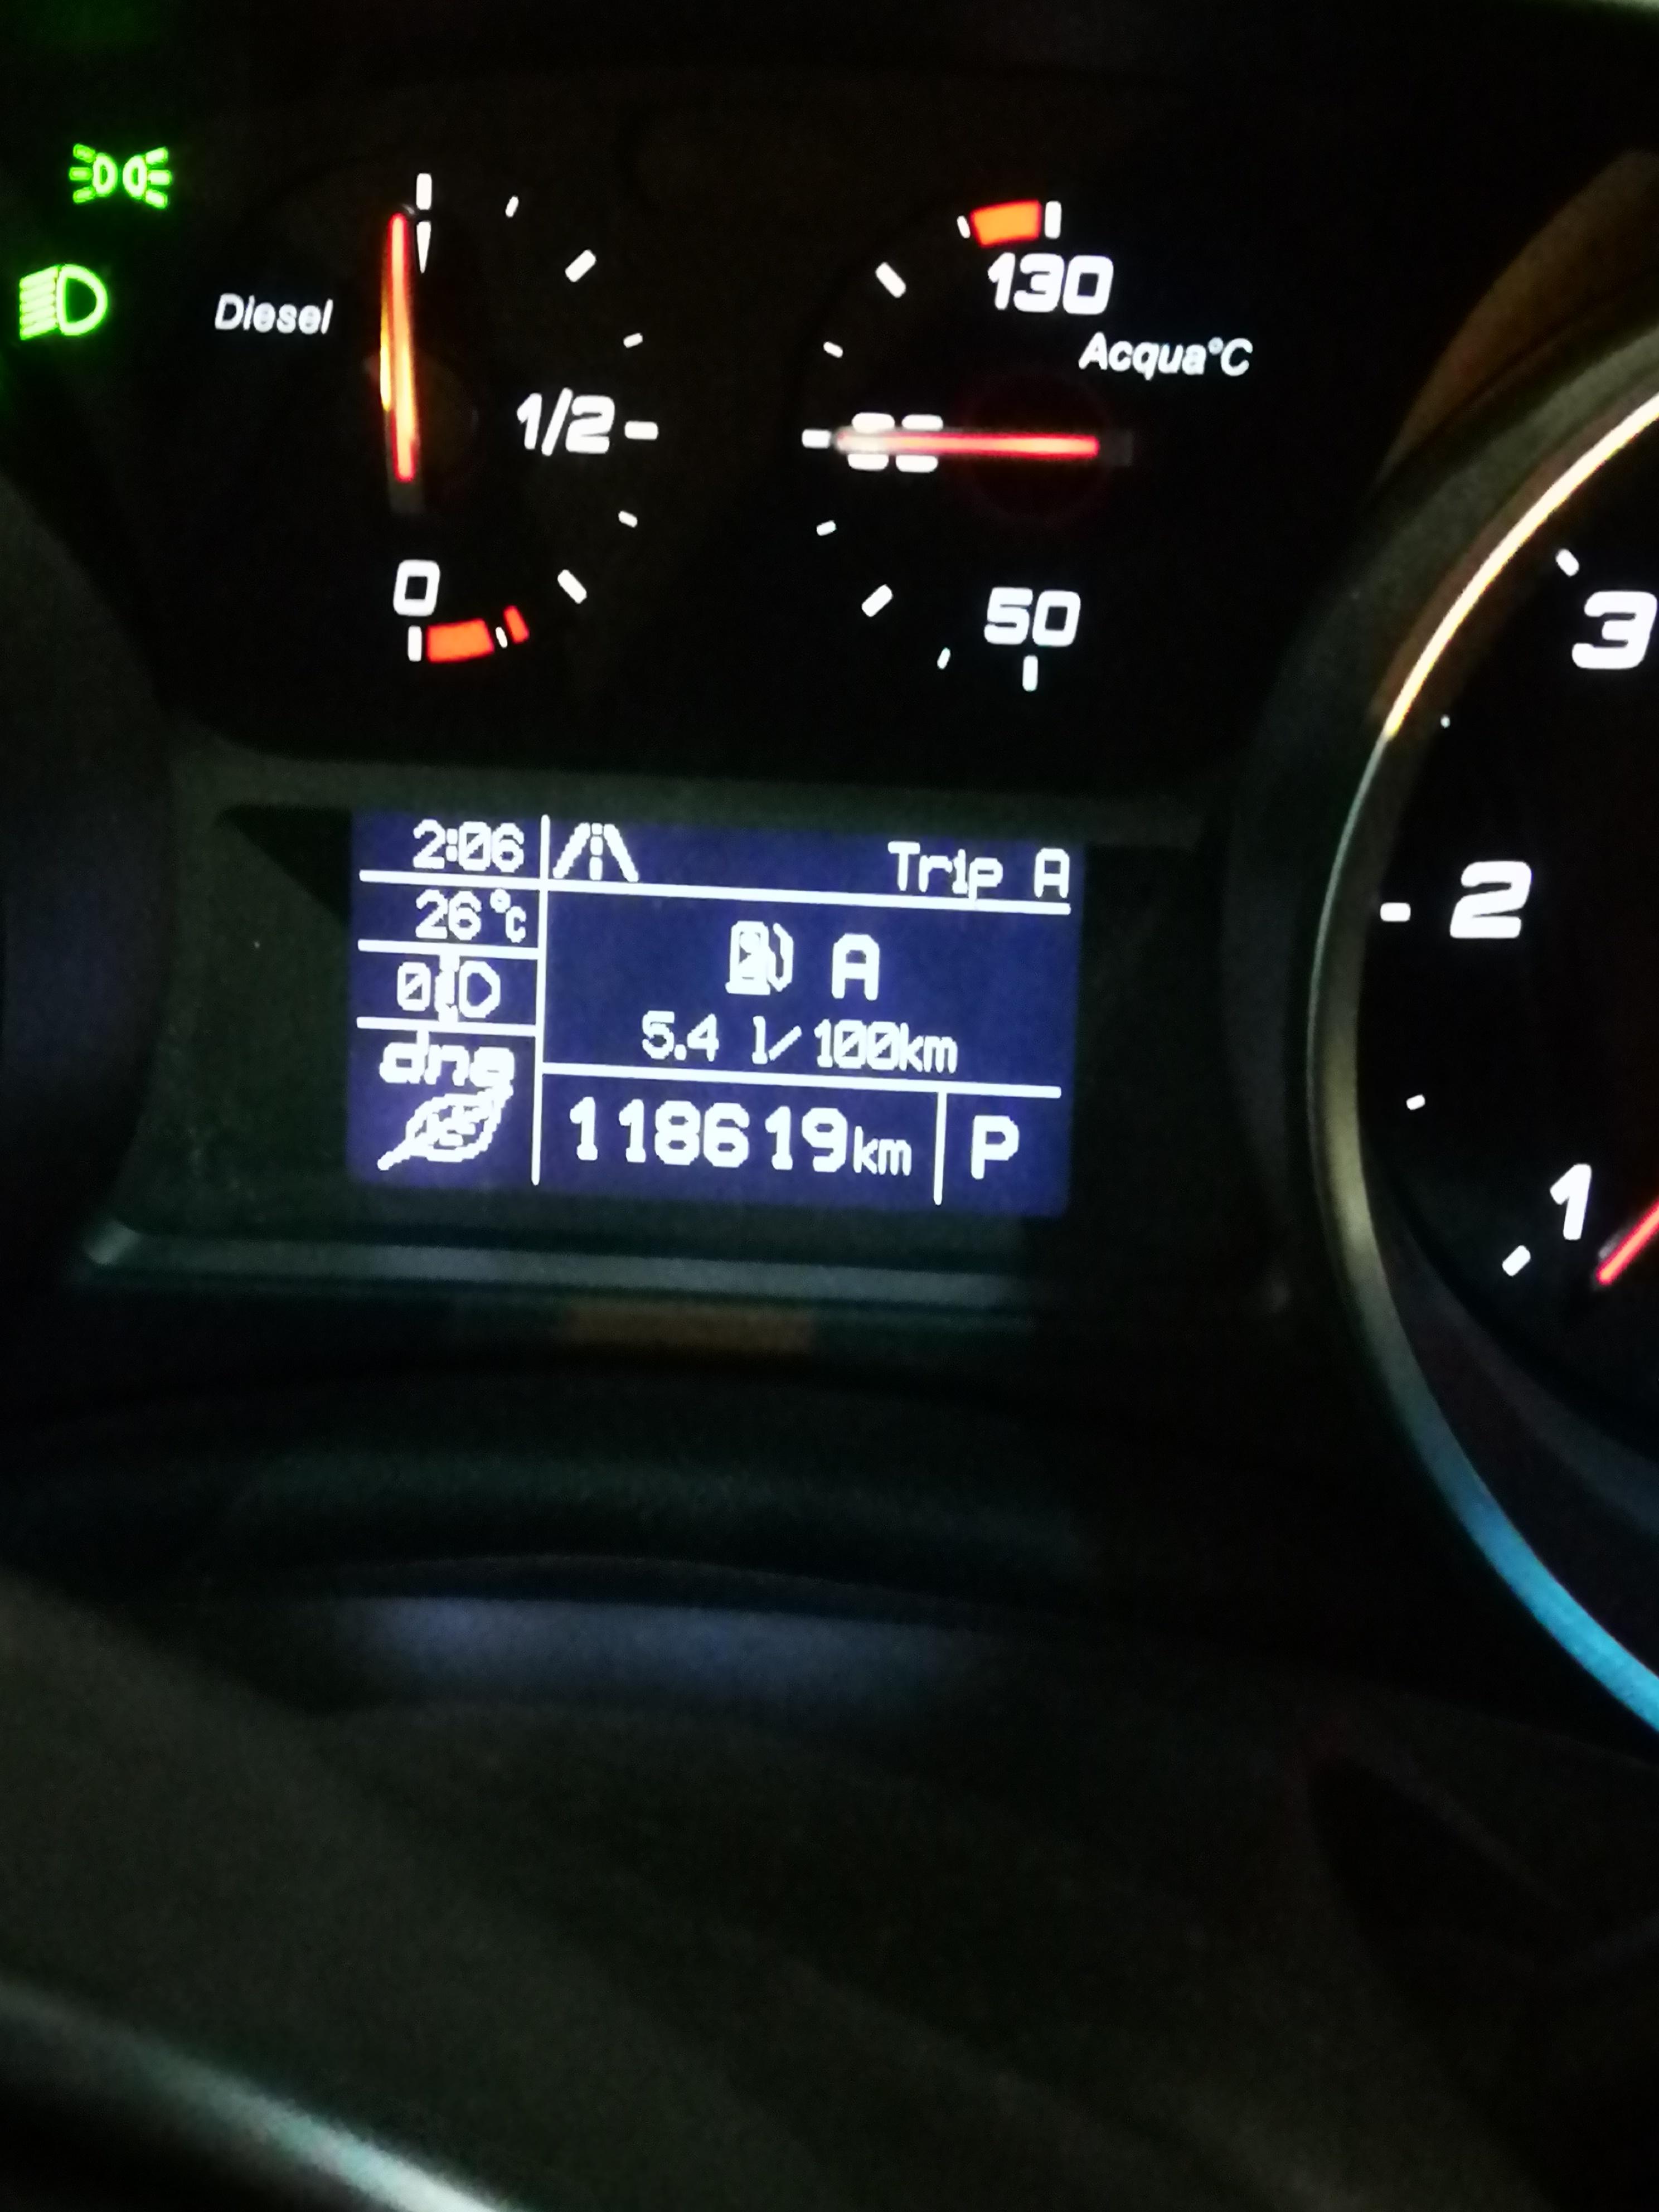 130
Diesel
Acqua°C
1/2
0
50
3
2:06
Trip A
26°C
A
2
0
5.4 l/100km
dna
118619km
P
1